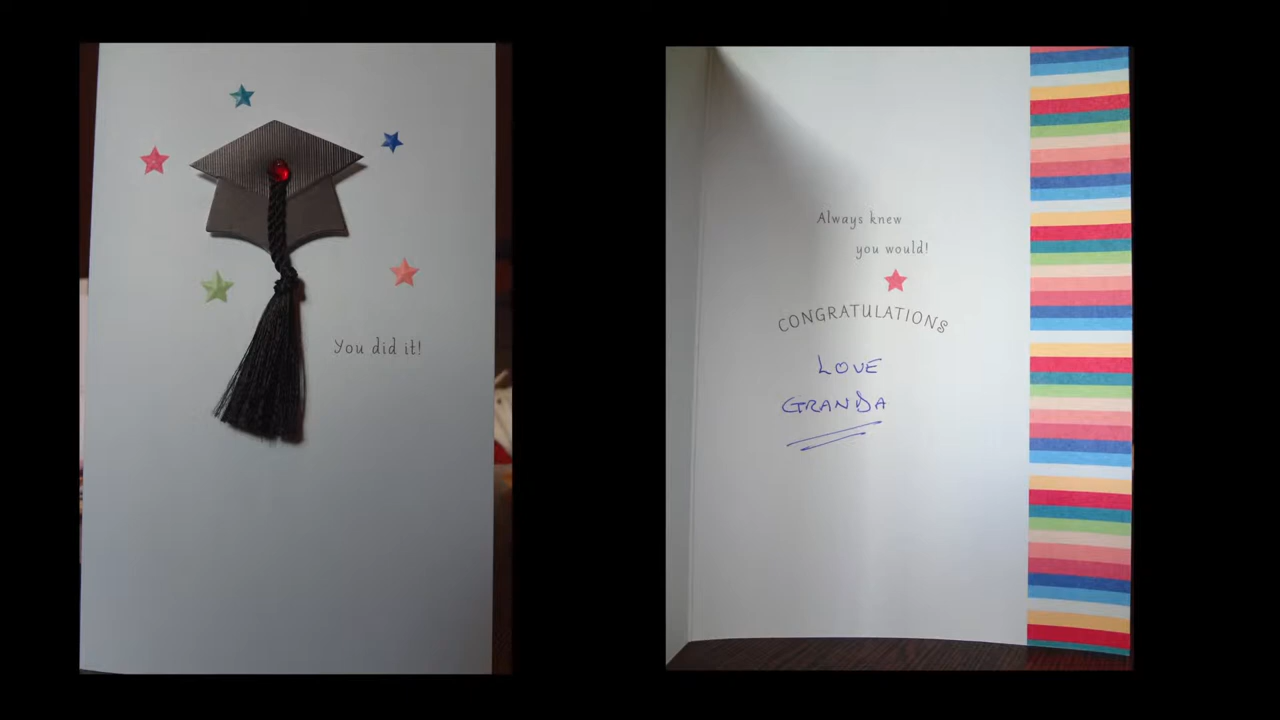 You did it!
Always knew
you would!
CONGRATULATIONS
LOVE
GRANDA